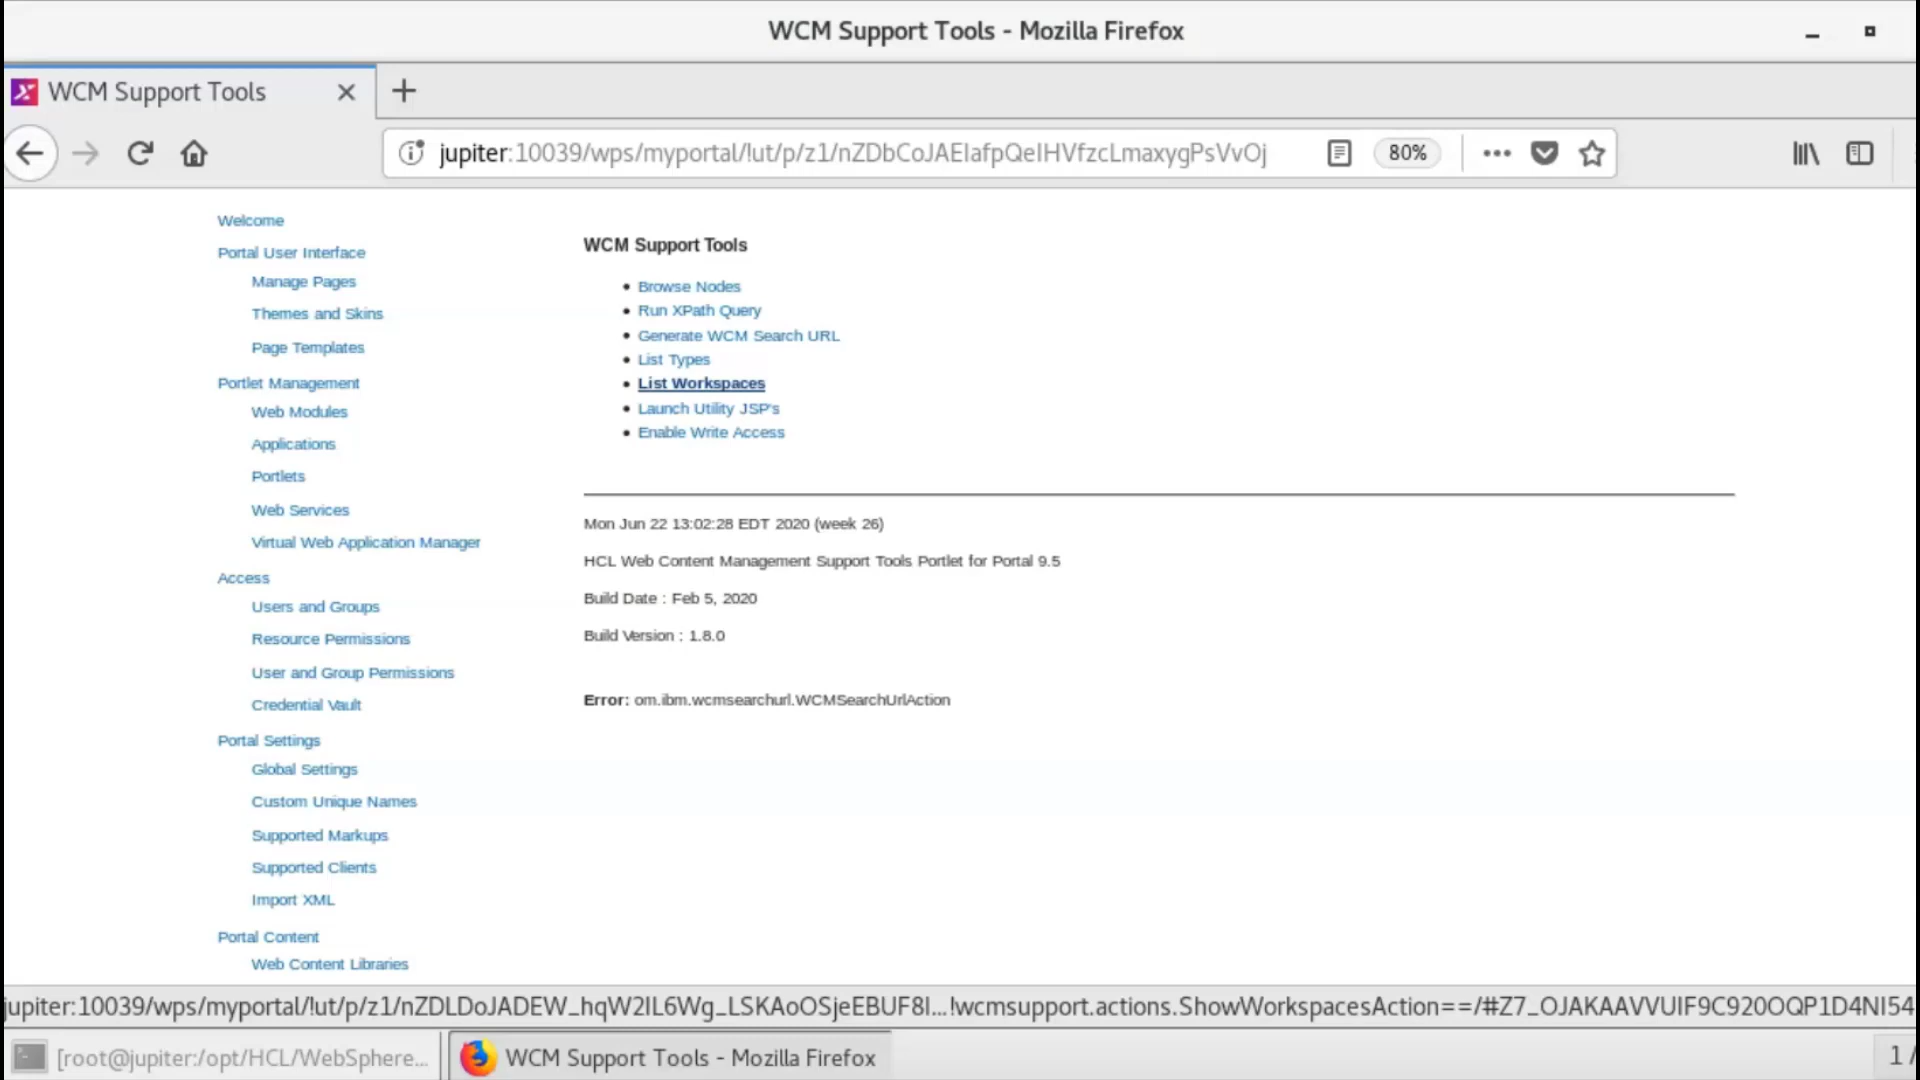 WCM Support Tools - Mozilla Firefox
WCM Support Tools
jupiter:10039/wps/myportal/!ut/p/z1/nZDbCoJAEIafpQeIHVfzcLmaxygPsVvOj
80%
Welcome
Portal User Interface
Manage Pages
Themes and Skins
Page Templates
Portlet Management
Web Modules
Applications
Portlets
Web Services
Virtual Web Application Manager
Access
Users and Groups
Resource Permissions
User and Group Permissions
Credential Vault
Portal Settings
Global Settings
Custom Unique Names
Supported Markups
Supported Clients
Import XML
Portal Content
Web Content Libraries
WCM Support Tools
Browse Nodes
Run XPath Query
Generate WCM Search URL
List Types
List Workspaces
Launch Utility JSP's
Enable Write Access
Mon Jun 22 13:02:28 EDT 2020 (week 26)
HCL Web Content Management Support Tools Portlet for Portal 9.5
Build Date : Feb 5, 2020
Build Version : 1.8.0
Error: om.ibm.wcmsearchurl.WCMSearchUrlAction
jupiter:10039/wps/myportal/!ut/p/z1/nZDLDoJADEW_hqW2IL6Wg_LSKAoOSjeEBUF8I...!wcmsupport.actions.ShowWorkspacesAction==/#Z7_OJAKAAVVUIF9C920OQP1D4NI54
[root@jupiter:/opt/HCL/WebSphere...
WCM Support Tools - Mozilla Firefox
1 /